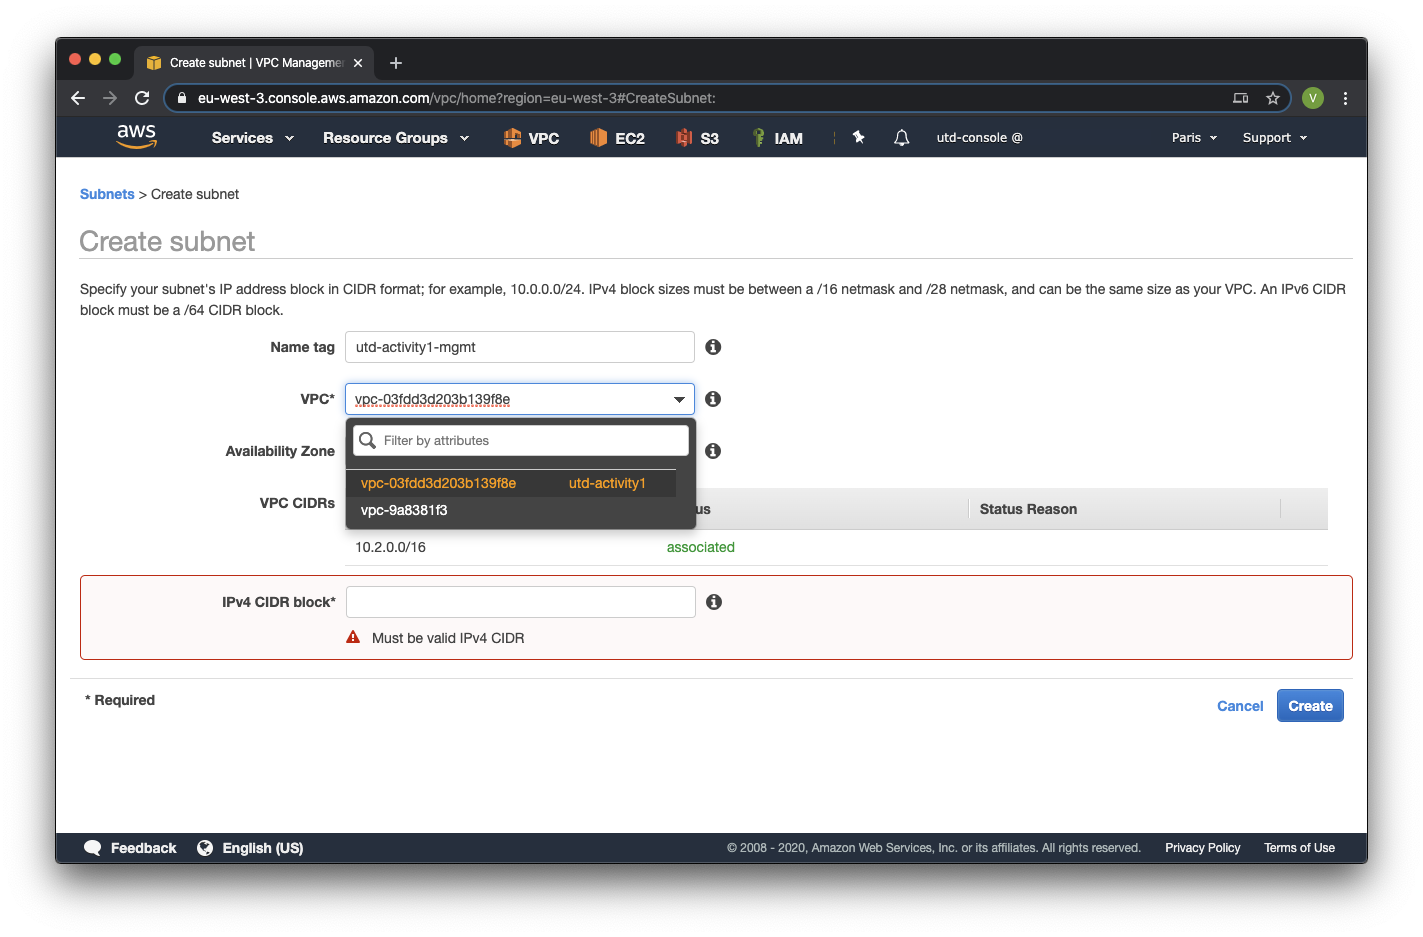 Create subnet | VPC Manageme
eu-west-3.console.aws.amazon.com/vpc/home?region=eu-west-3#CreateSubnet:
V
aws Services Resource Groups VPC EC2 S3 IAM utd-console @ Paris Support
Subnets > Create subnet
Create subnet
Specify your subnet's IP address block in CIDR format; for example, 10.0.0.0/24. IPv4 block sizes must be between a /16 netmask and /28 netmask, and can be the same size as your VPC. An IPv6 CIDR
block must be a /64 CIDR block.
Name tag utd-activity1-mgmt
VPC* vpc-03fdd3d203b139f8e
Filter by attributes
Availability Zone
vpc-03fdd3d203b139f8e utd-activity1
VPC CIDRs
vpc-9a8381f3
us Status Reason
10.2.0.0/16 associated
IPv4 CIDR block*
Must be valid IPv4 CIDR
* Required
Cancel Create
Feedback English (US) © 2008 - 2020, Amazon Web Services, Inc. or its affiliates. All rights reserved. Privacy Policy Terms of Use